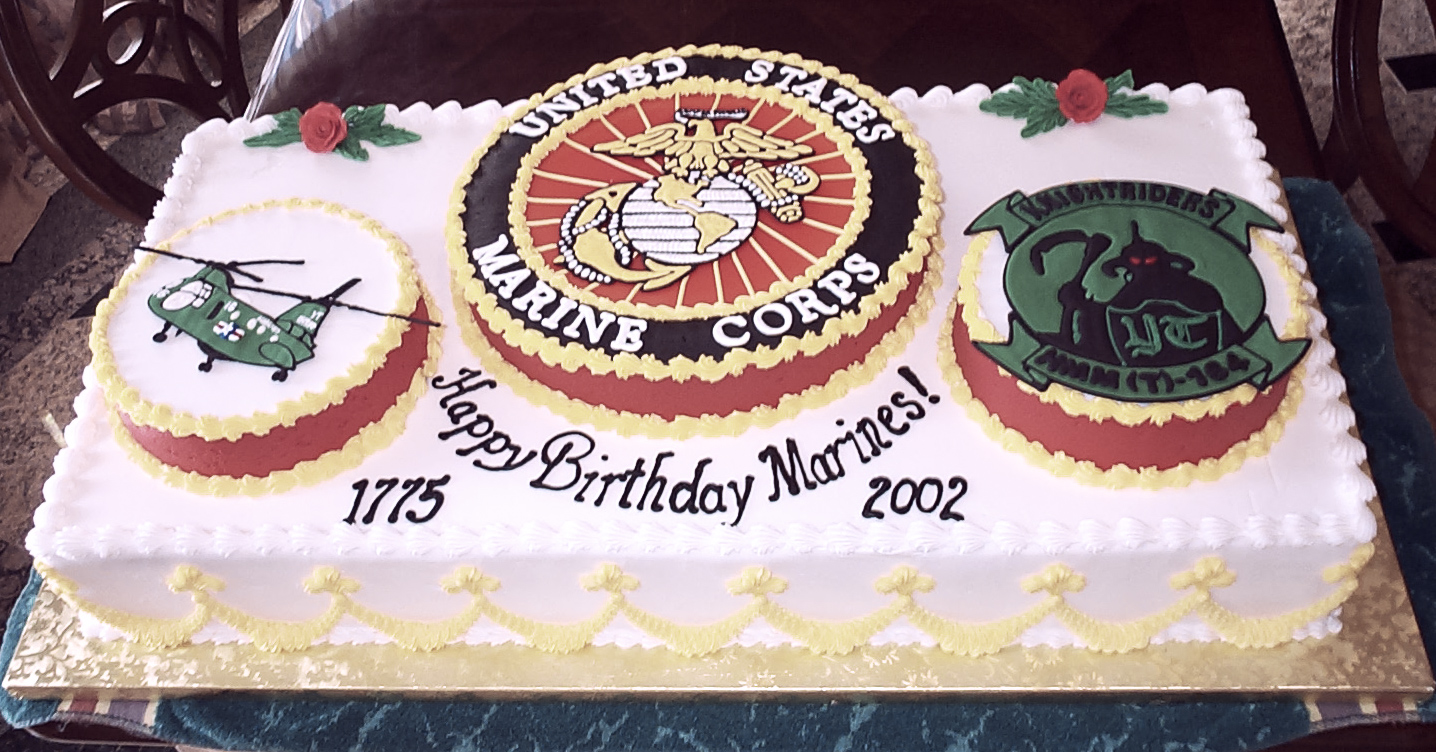 UNITED STATES
MARINE CORPS
KNIGHTRIDERS
YT
HMM (T)-164
Happy Birthday Marines!
1775
2002